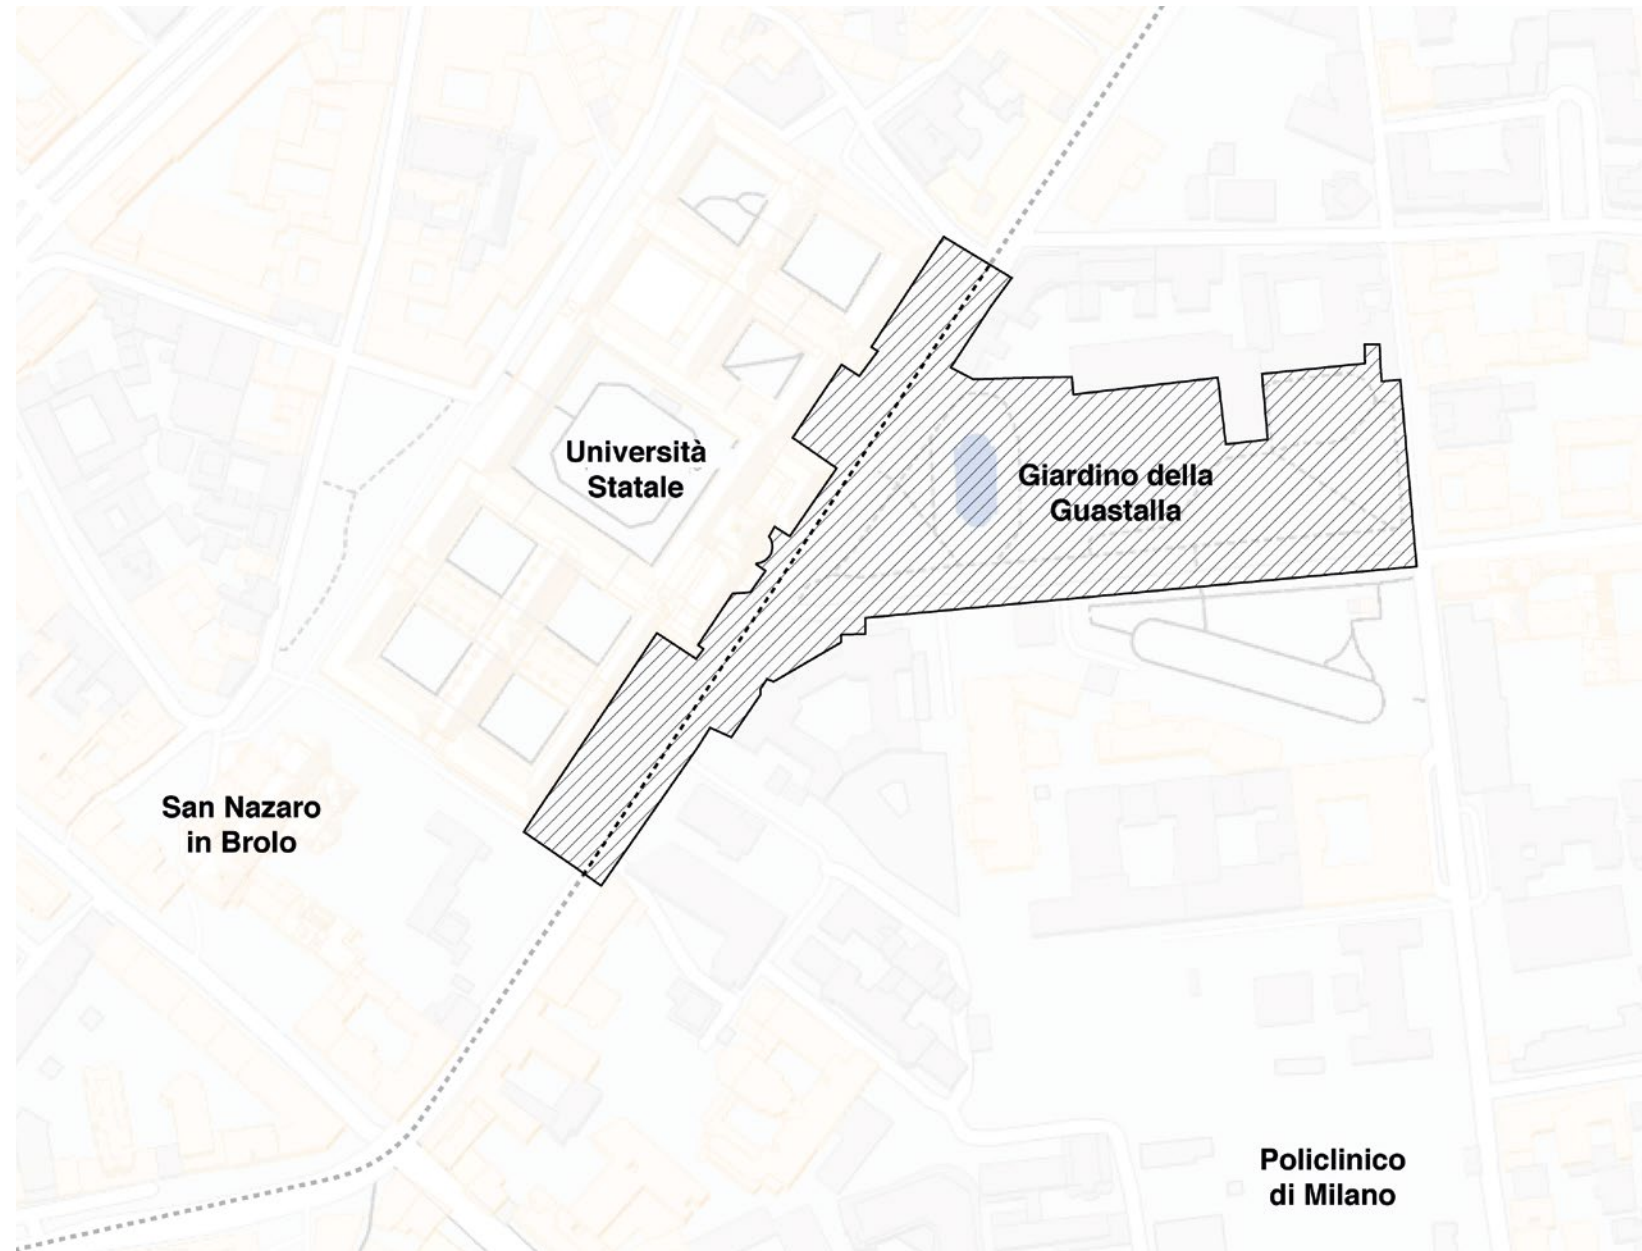 Università
Statale
Giardino della
Guastalla
San Nazaro
in Brolo
Policlinico
di Milano